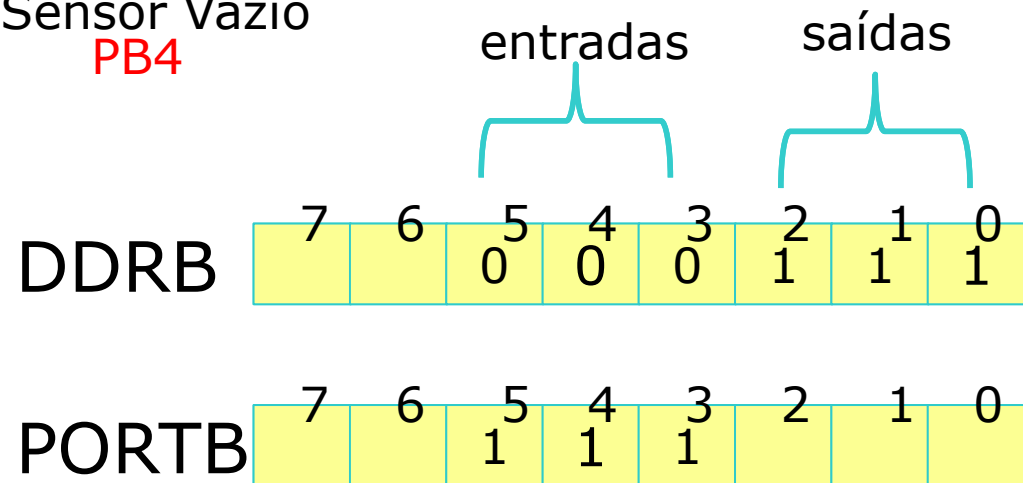 Sensor Vazio
PB4
entradas
saídas
7 6 5 4 3 2 1 0
DDRB 0 0 0 1 1 1
7 6 5 4 3 2 1 0
PORTB 1 1 1